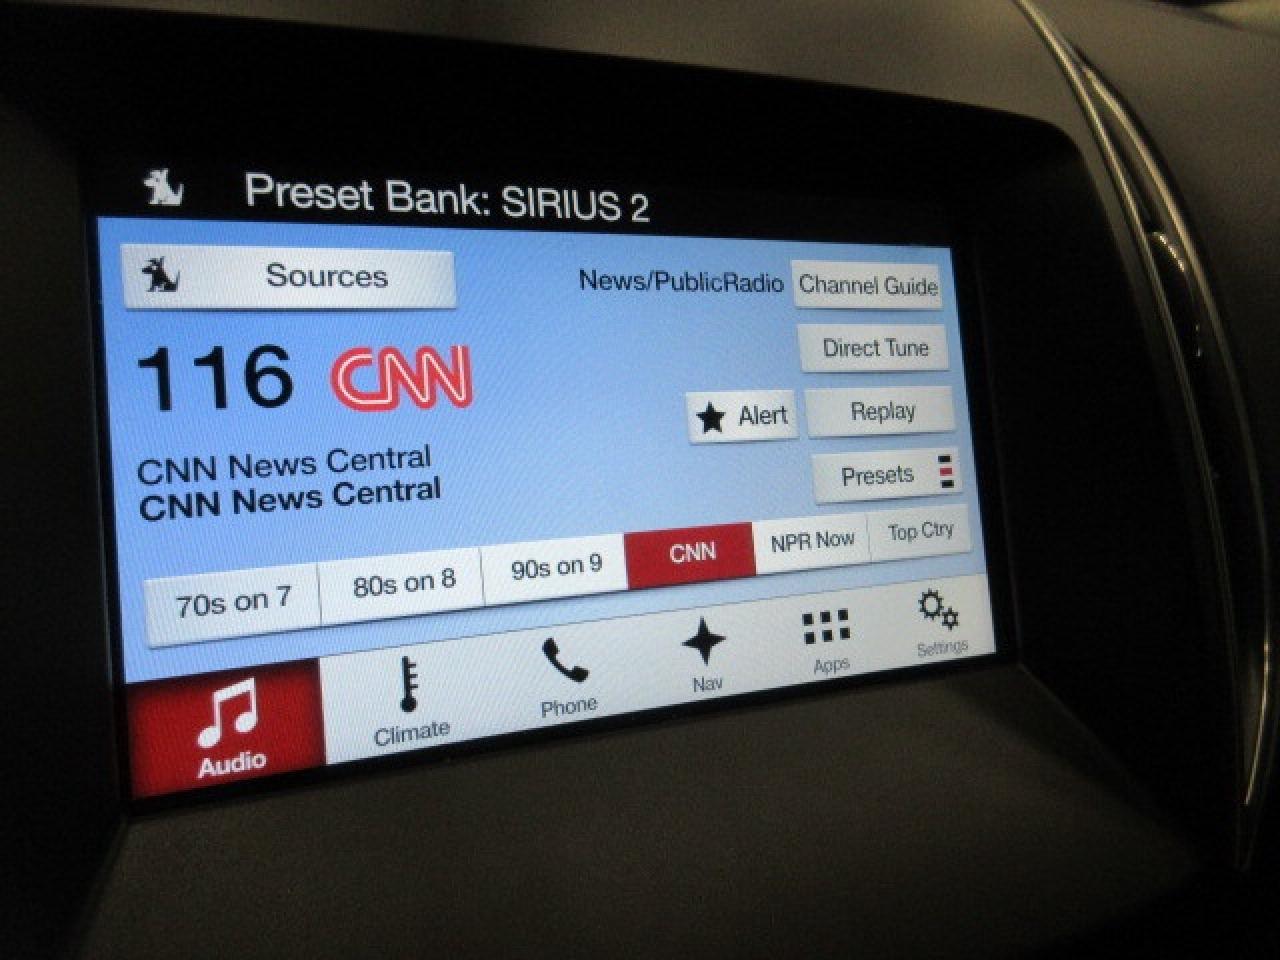 Preset Bank: SIRIUS 2
Sources
News/PublicRadio
Channel Guide
116 CNN
Direct Tune
Alert
Replay
CNN News Central
CNN News Central
Presets
70s on 7
80s on 8
90s on 9
CNN
NPR Now
Top Ctry
Audio
Climate
Phone
Nav
Apps
Settings